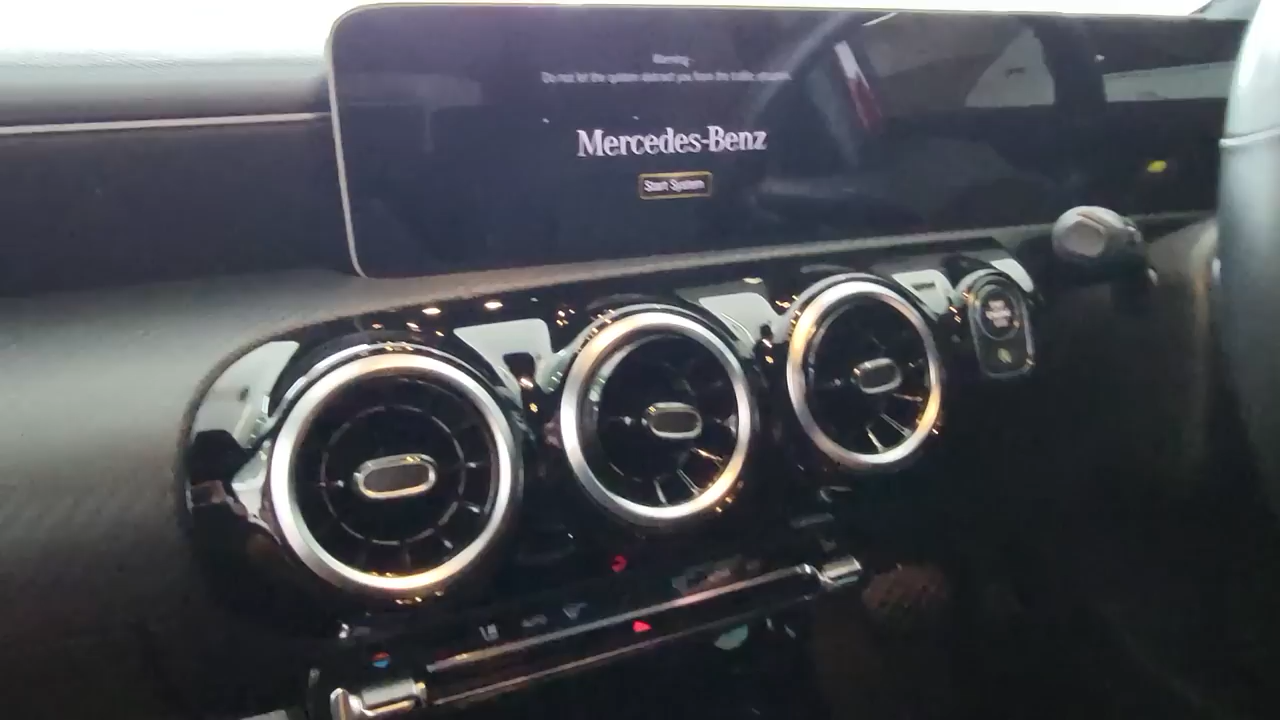 Warning
Do not let the system distract you from the traffic situation.
Mercedes-Benz
Start System